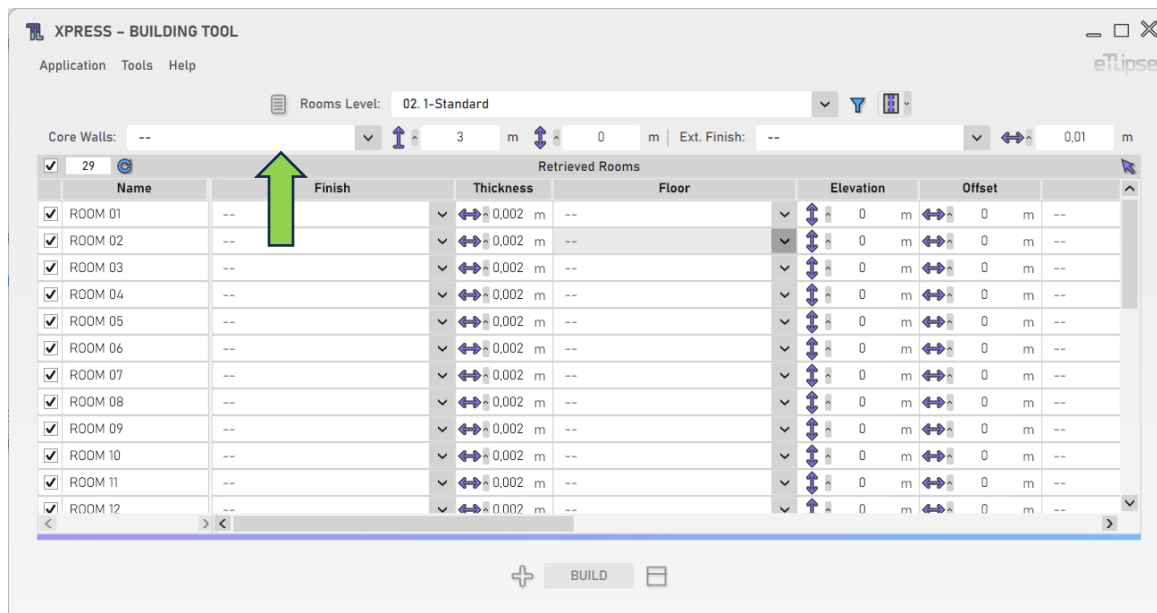 XPRESS – BUILDING TOOL
Application Tools Help
eTLipse
Rooms Level: 02. 1-Standard
Core Walls: -- 3 m 0 m | Ext. Finish: -- 0,01 m
29 Retrieved Rooms
Name Finish Thickness Floor Elevation Offset
ROOM 01 -- 0,002 m -- 0 m 0 m --
ROOM 02 -- 0,002 m -- 0 m 0 m --
ROOM 03 -- 0,002 m -- 0 m 0 m --
ROOM 04 -- 0,002 m -- 0 m 0 m --
ROOM 05 -- 0,002 m -- 0 m 0 m --
ROOM 06 -- 0,002 m -- 0 m 0 m --
ROOM 07 -- 0,002 m -- 0 m 0 m --
ROOM 08 -- 0,002 m -- 0 m 0 m --
ROOM 09 -- 0,002 m -- 0 m 0 m --
ROOM 10 -- 0,002 m -- 0 m 0 m --
ROOM 11 -- 0,002 m -- 0 m 0 m --
ROOM 12 -- 0,002 m -- 0 m 0 m --
BUILD